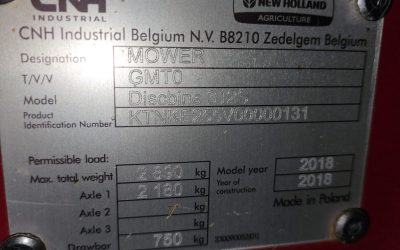 CNH
INDUSTRIAL
NEW HOLLAND
AGRICULTURE
CNH Industrial Belgium N.V. B8210 Zedelgem Belgium
Designation MOWER
T/V/V GMT0
Model Discbine
Product
Identification Number
Permissible load:
Max. total weight kg
Axle 1 2 180 kg
Axle 2 kg
Axle 3 kg
Drawbar 750 kg
Model year 2018
Year of
construction 2018
Made in Poland